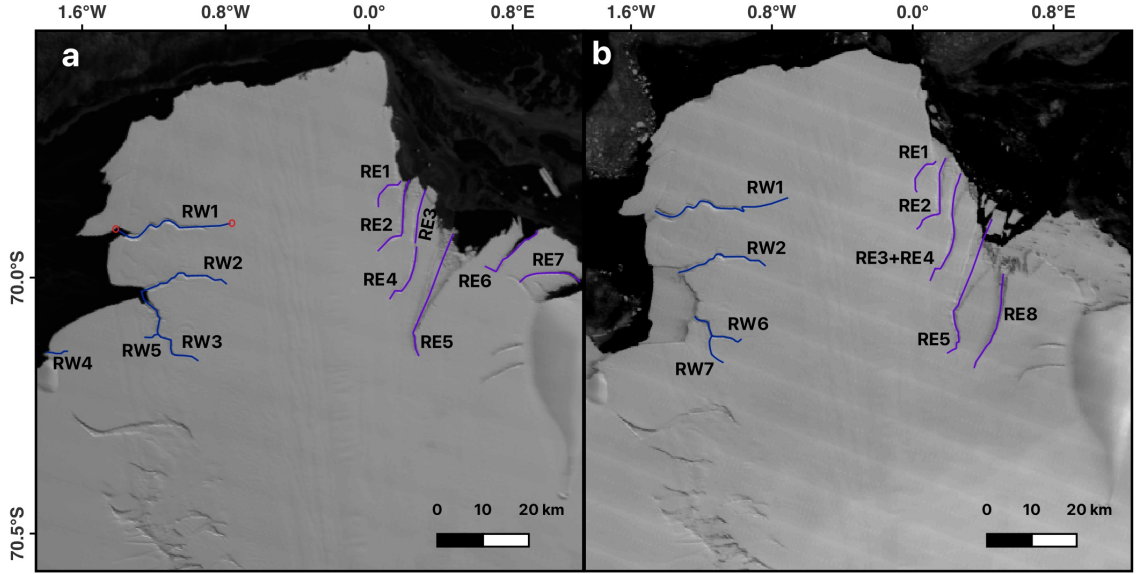 1.6°W 0.8°W 0.0° 0.8°E 1.6°W 0.8°W 0.0° 0.8°E
a b
RE1 RE1
RW1 RW1
RE2 RE3 RE2
RW2 RW2
RE4 RE6 RE7 RE3+RE4
70.0°S
RW5 RW3 RE5 RW6 RE5 RE8
RW4 RW7
0 10 20 km 0 10 20 km
70.5°S